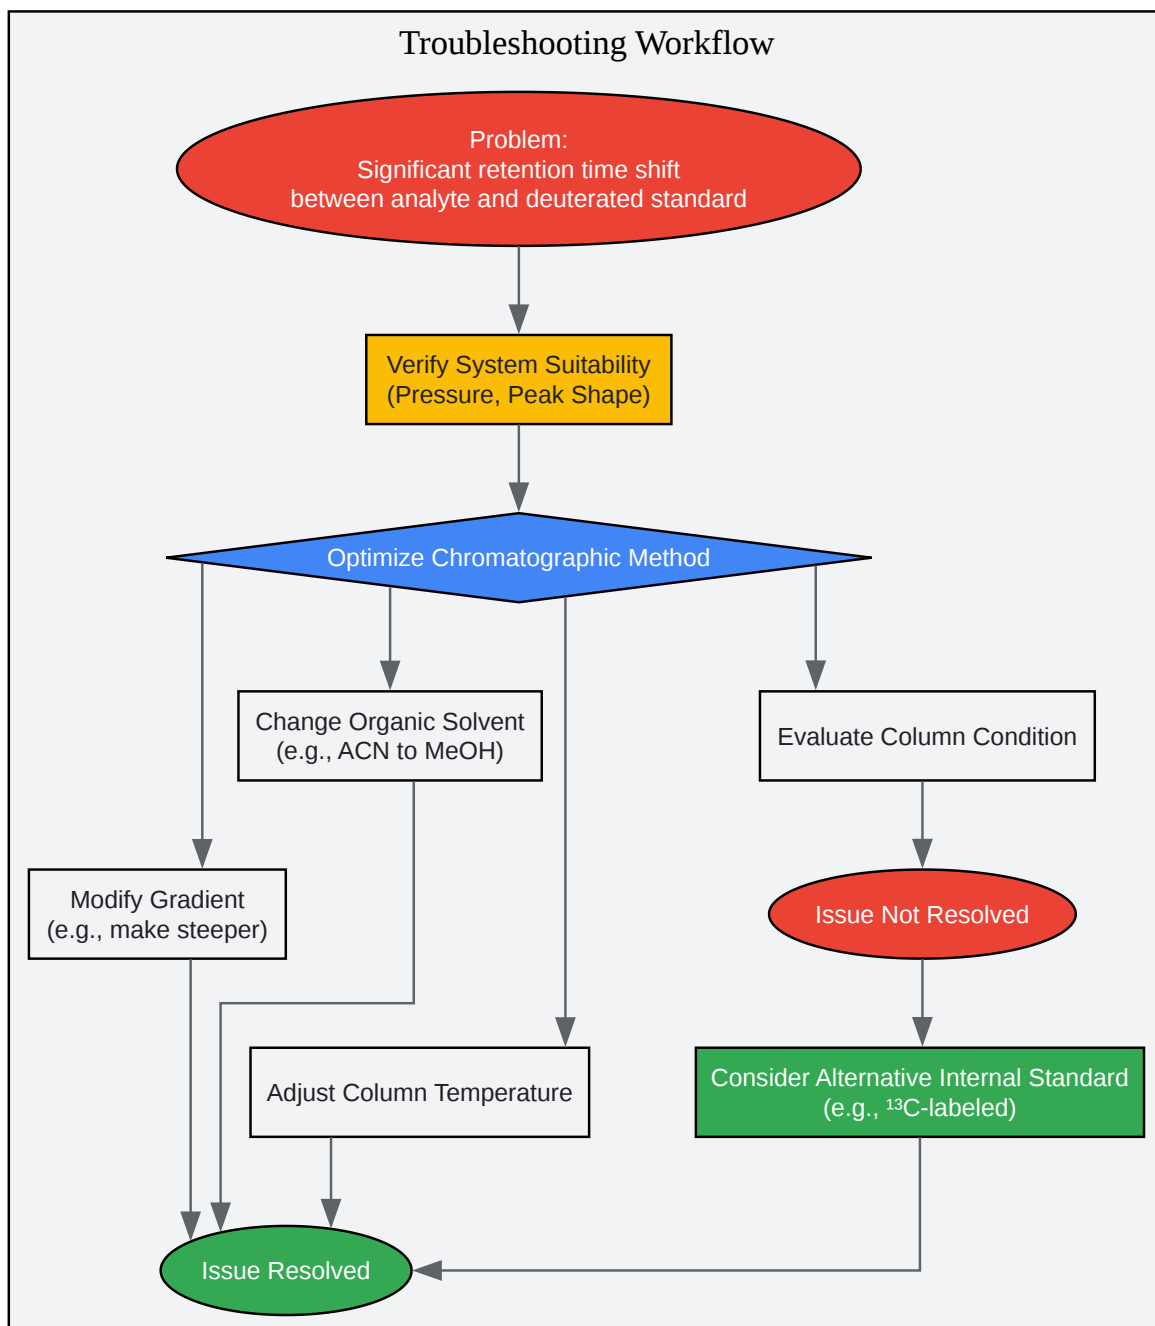 Troubleshooting Workflow
Problem:
Significant retention time shift
between analyte and deuterated standard
Verify System Suitability
(Pressure, Peak Shape)
Optimize Chromatographic Method
Change Organic Solvent
(e.g., ACN to MeOH)
Evaluate Column Condition
Modify Gradient
(e.g., make steeper)
Issue Not Resolved
Adjust Column Temperature
Consider Alternative Internal Standard
(e.g., ¹³C-labeled)
Issue Resolved